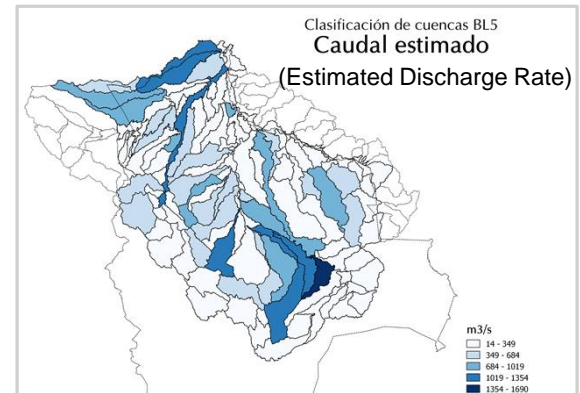 Clasificación de cuencas BL5
Caudal estimado
(Estimated Discharge Rate)
m3/s
14 - 349
349 - 684
684 - 1019
1019 - 1354
1354 - 1690